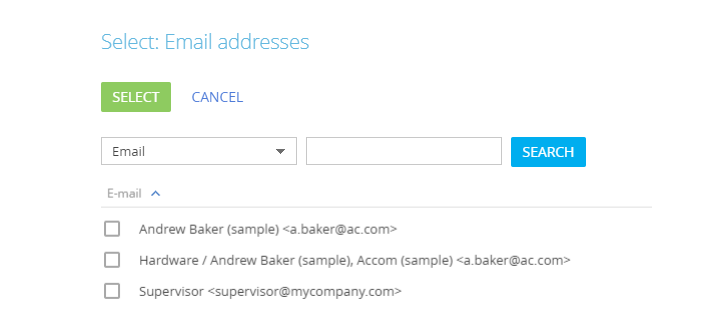 Select: Email addresses
SELECT CANCEL
Email SEARCH
E-mail
Andrew Baker (sample) <a.baker@ac.com>
Hardware / Andrew Baker (sample), Accom (sample) <a.baker@ac.com>
Supervisor <supervisor@mycompany.com>